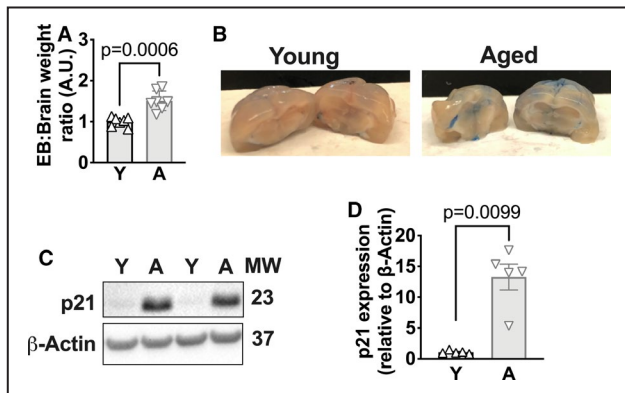 A
EB:Brain weight
ratio (A.U.)
3
2
1
0
p=0.0006
Y A
B
Young Aged
C
Y A Y A MW
p21 23
β-Actin 37
D
p21 expression
(relative to β-Actin)
20
15
10
5
0
p=0.0099
Y A